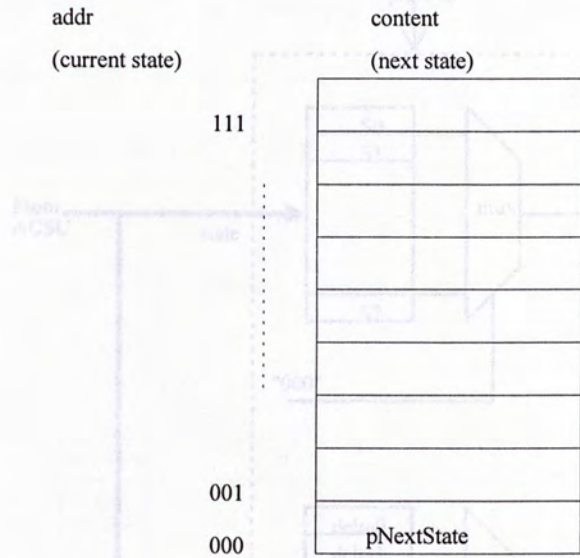 addr
content
(current state)
(next state)
111
001
pNextState
000